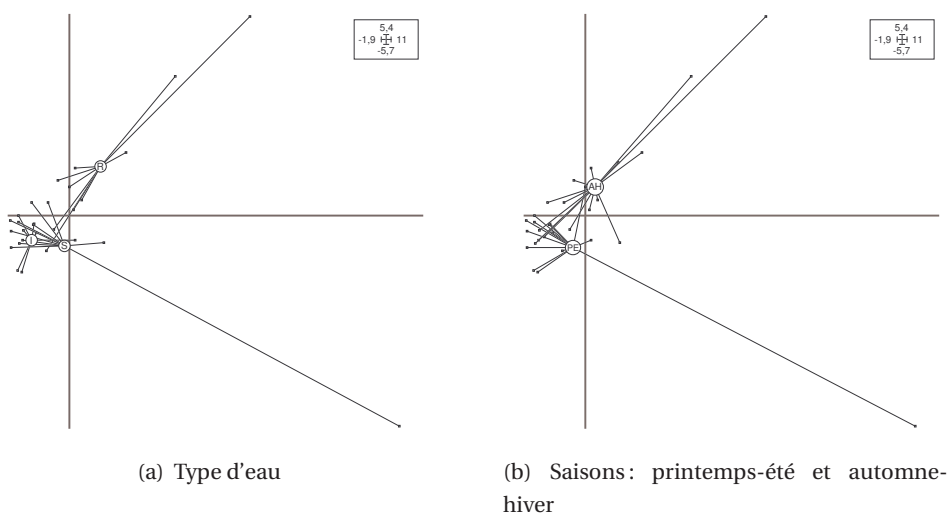 5,4
-1,9 11
-5,7
R
I
S
5,4
-1,9 11
-5,7
AH
PE
(a) Type d'eau
(b) Saisons : printemps-été et automne-
hiver